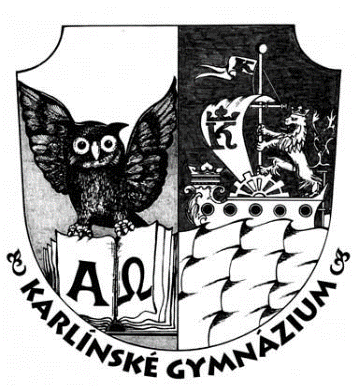 K
Α Ω
KARLÍNSKÉ GYMNÁZIUM